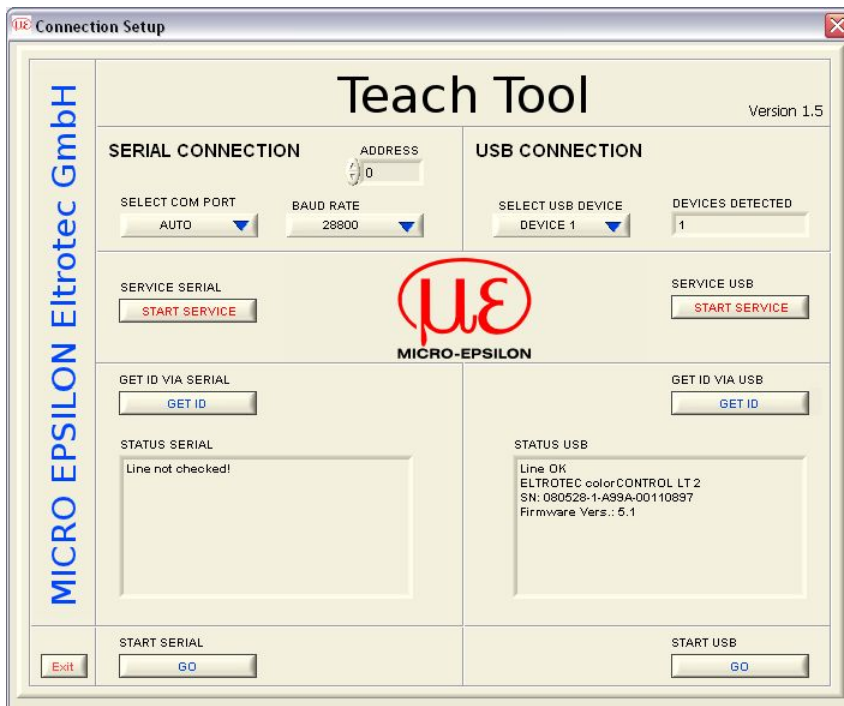 με Connection Setup
MICRO EPSILON Eltrotec GmbH
Teach Tool
Version 1.5
SERIAL CONNECTION
ADDRESS
0
SELECT COM PORT
AUTO
BAUD RATE
28800
USB CONNECTION
SELECT USB DEVICE
DEVICE 1
DEVICES DETECTED
1
SERVICE SERIAL
START SERVICE
με
MICRO-EPSILON
SERVICE USB
START SERVICE
GET ID VIA SERIAL
GET ID
GET ID VIA USB
GET ID
STATUS SERIAL
Line not checked!
STATUS USB
Line OK
ELTROTEC colorCONTROL LT 2
SN: 080528-1-A99A-00110897
Firmware Vers.: 5.1
Exit
START SERIAL
GO
START USB
GO